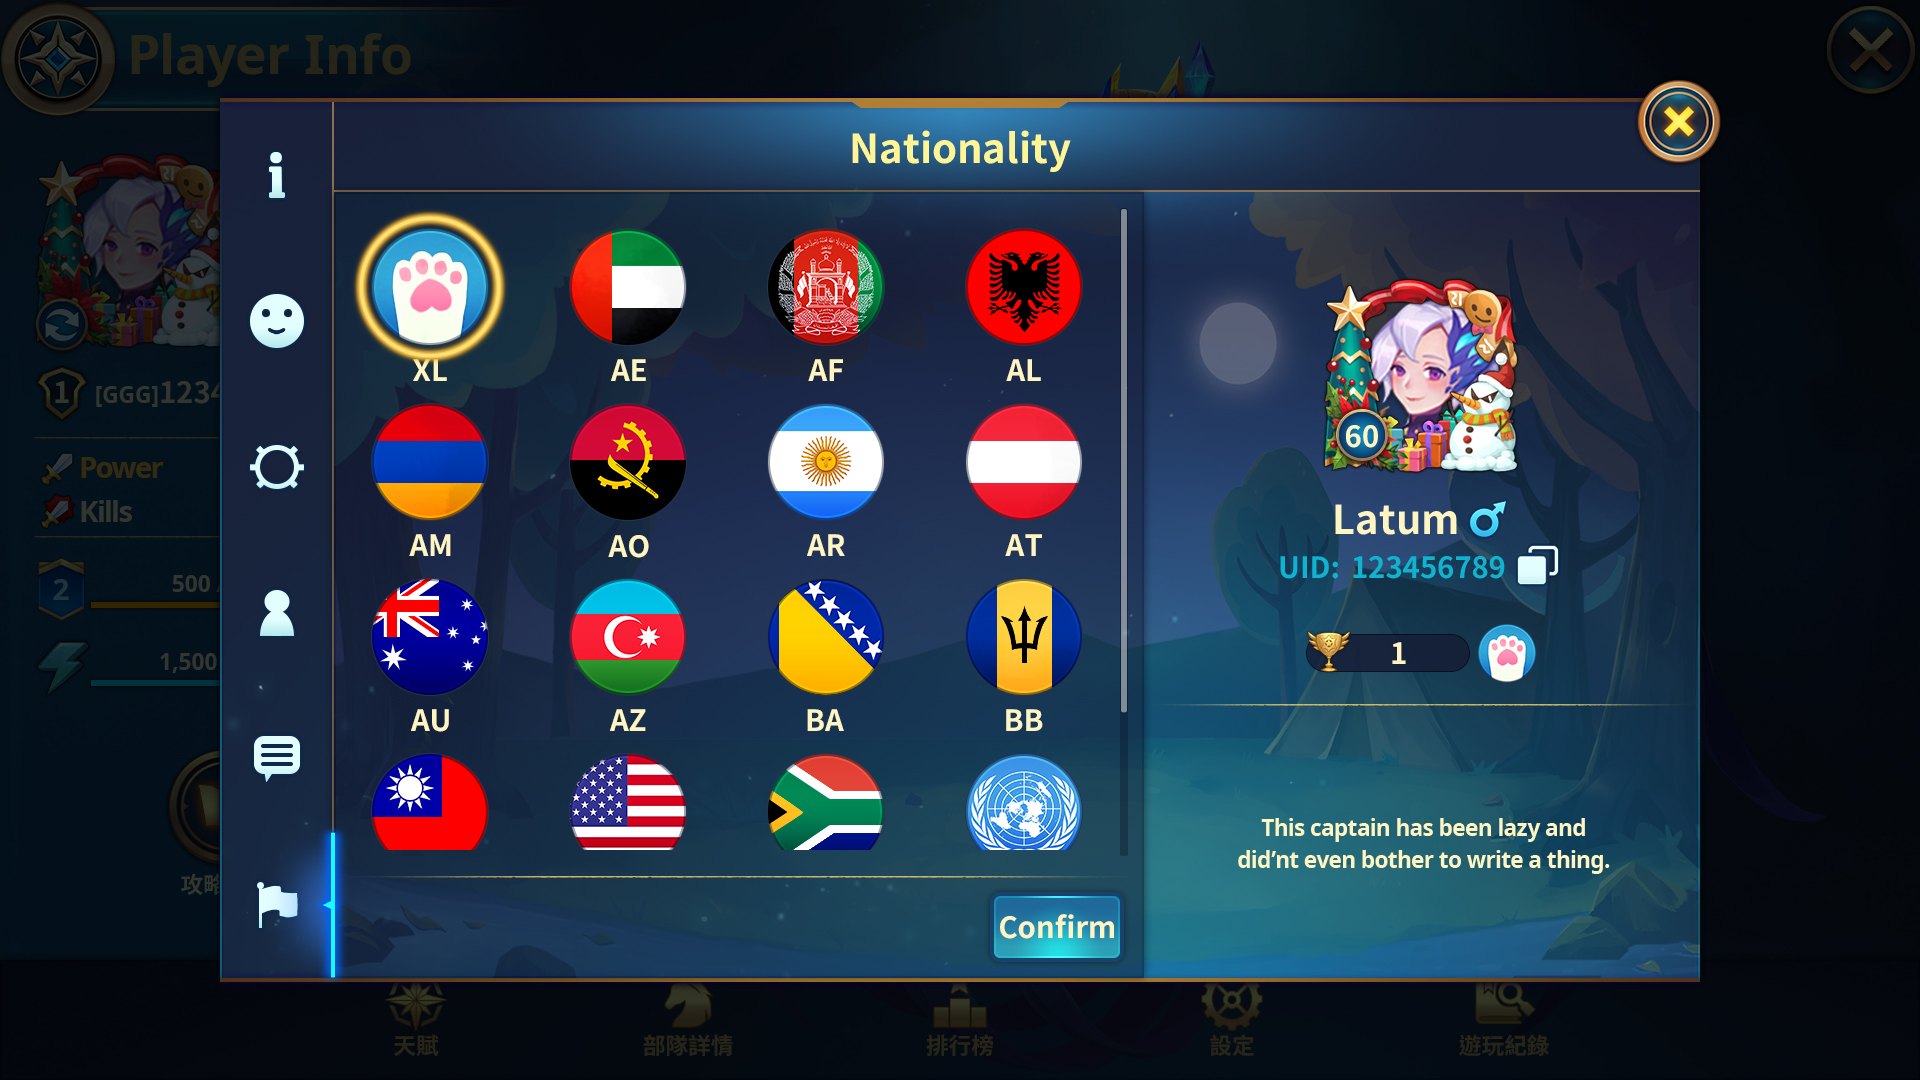 Player Info
Nationality
XL
AE
AF
AL
AM
AO
AR
AT
AU
AZ
BA
BB
Confirm
60
Latum
UID: 123456789
1
This captain has been lazy and
did’nt even bother to write a thing.
1
[GGG]1234
Power
Kills
2
500
1,500
攻略
天賦
部隊詳情
排行榜
設定
遊玩紀錄